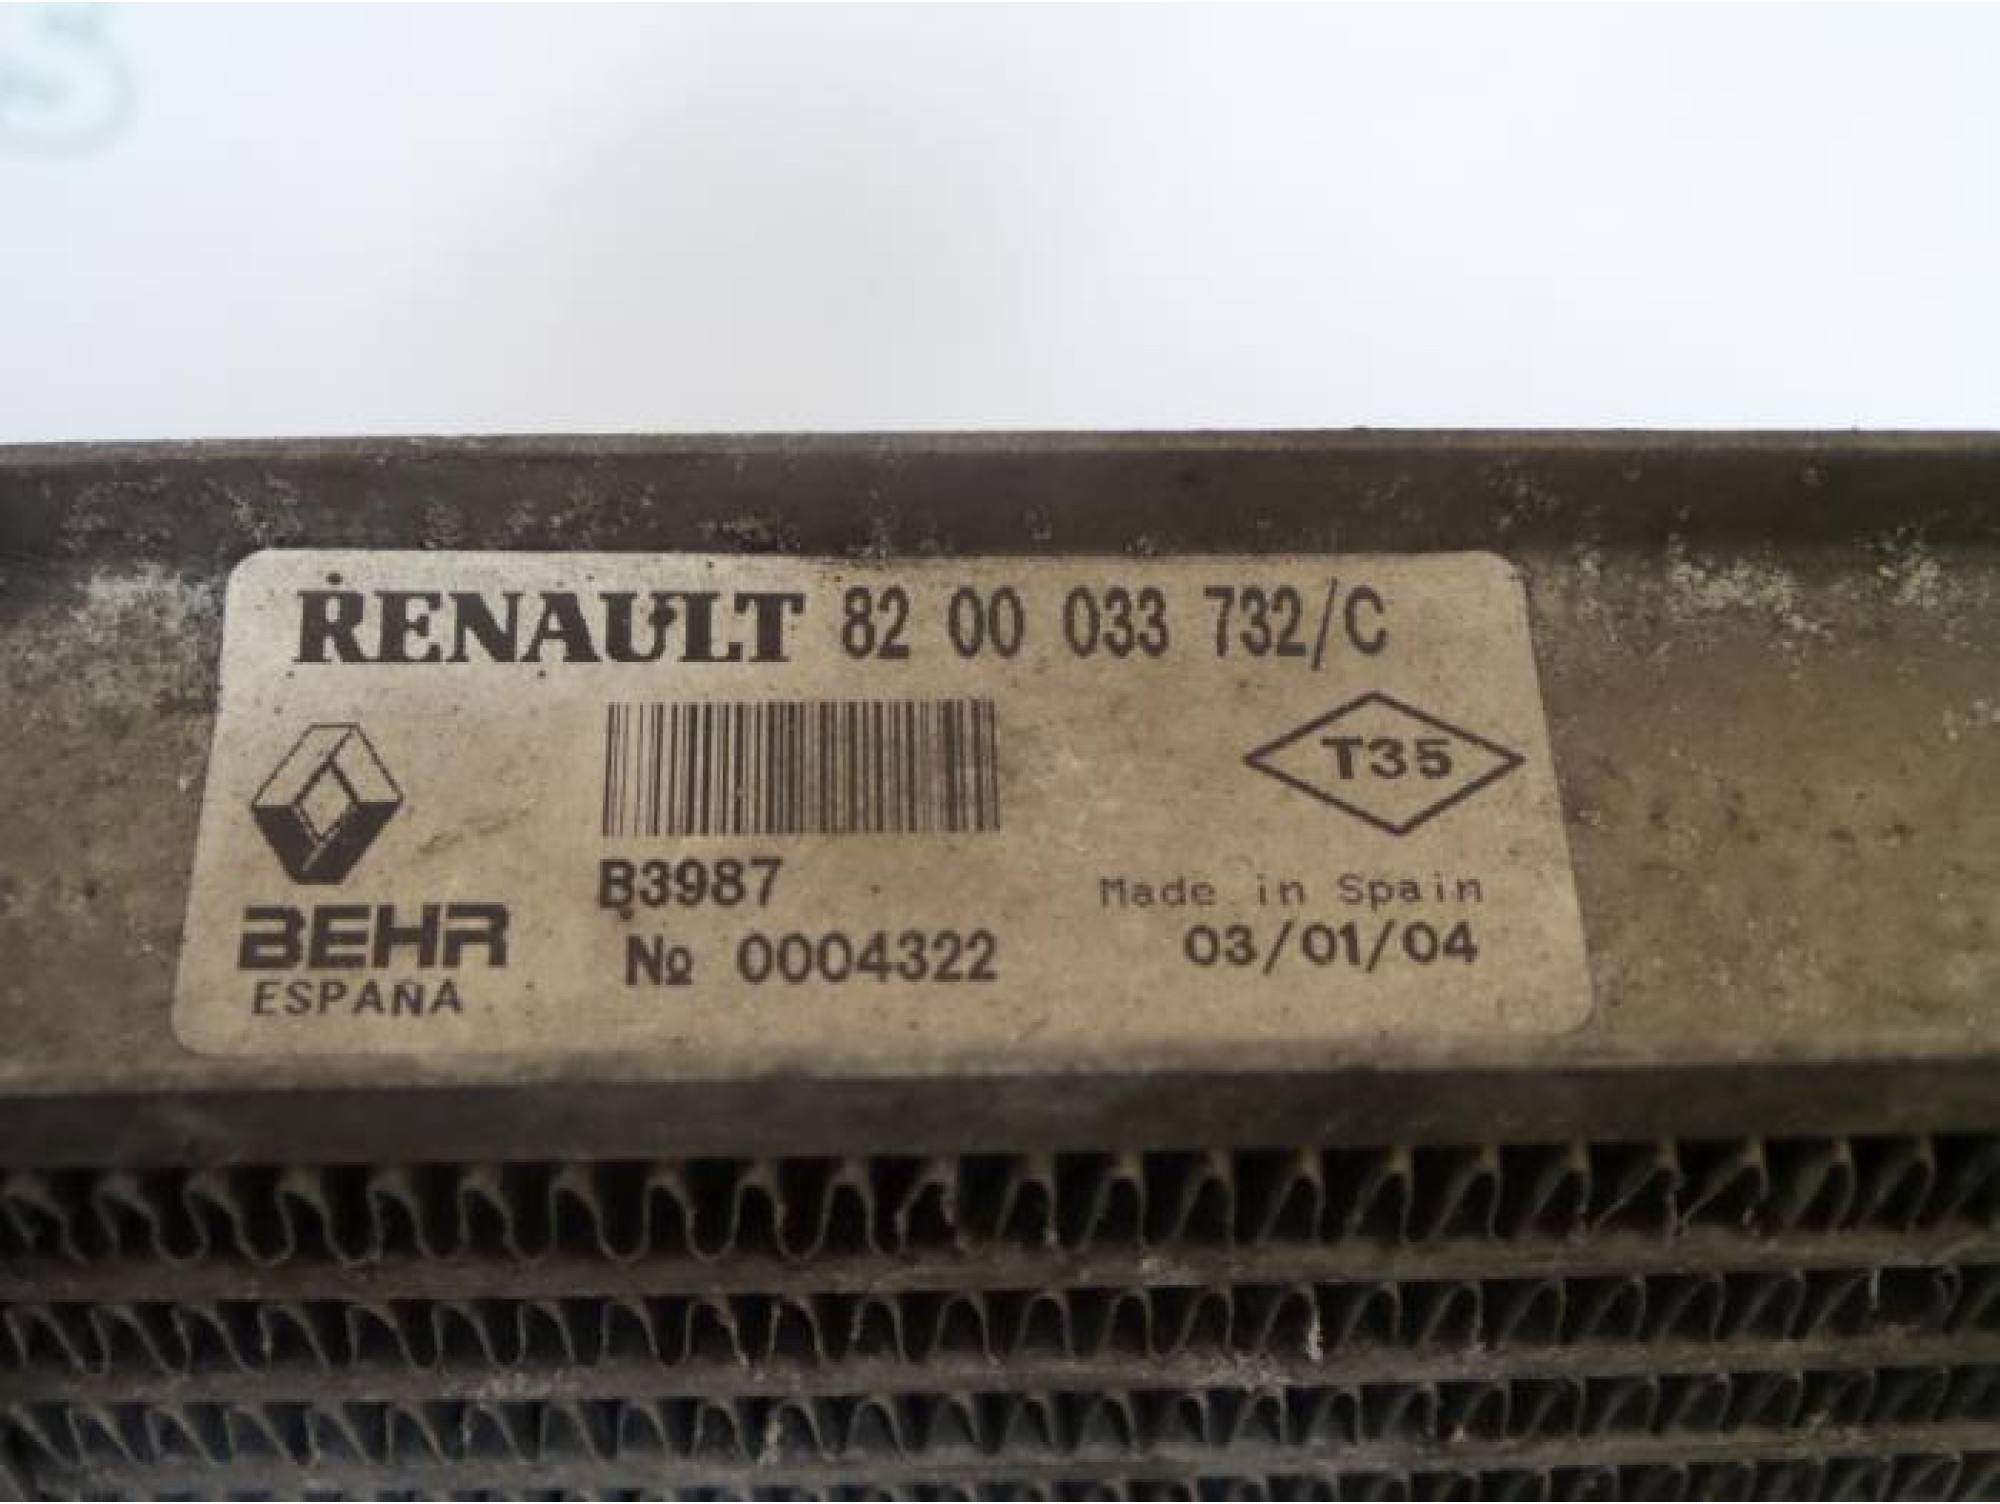 RENAULT 82 00 033 732/C
T35
B3987
Made in Spain
BEHR
Nº 0004322
03/01/04
ESPAÑA